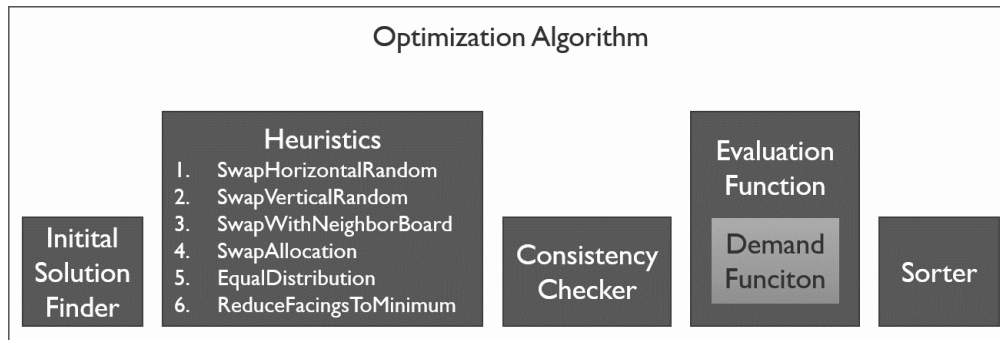 Optimization Algorithm
Initital
Solution
Finder
Heuristics
1. SwapHorizontalRandom
2. SwapVerticalRandom
3. SwapWithNeighborBoard
4. SwapAllocation
5. EqualDistribution
6. ReduceFacingsToMinimum
Consistency
Checker
Evaluation
Function
Demand
Funciton
Sorter